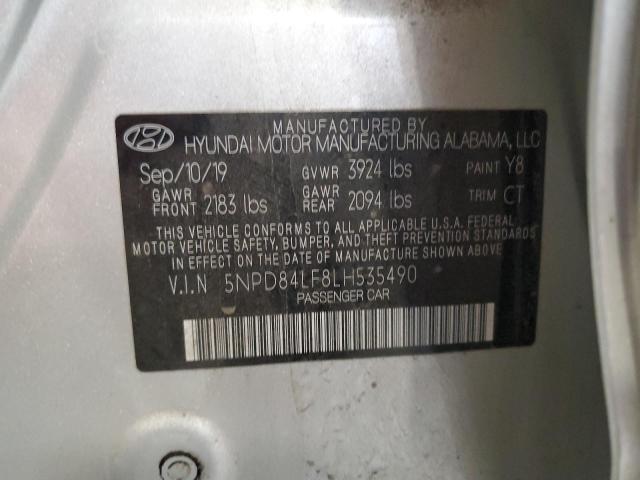 MANUFACTURED BY
HYUNDAI MOTOR MANUFACTURING ALABAMA, LLC
Sep/10/19 GVWR 3924 lbs PAINT Y8
GAWR FRONT 2183 lbs GAWR REAR 2094 lbs TRIM CT
THIS VEHICLE CONFORMS TO ALL APPLICABLE U.S.A. FEDERAL
MOTOR VEHICLE SAFETY, BUMPER, AND THEFT PREVENTION STANDARDS
IN EFFECT ON THE DATE OF MANUFACTURE SHOWN ABOVE.
V.I.N 5NPD84LF8LH535490
PASSENGER CAR